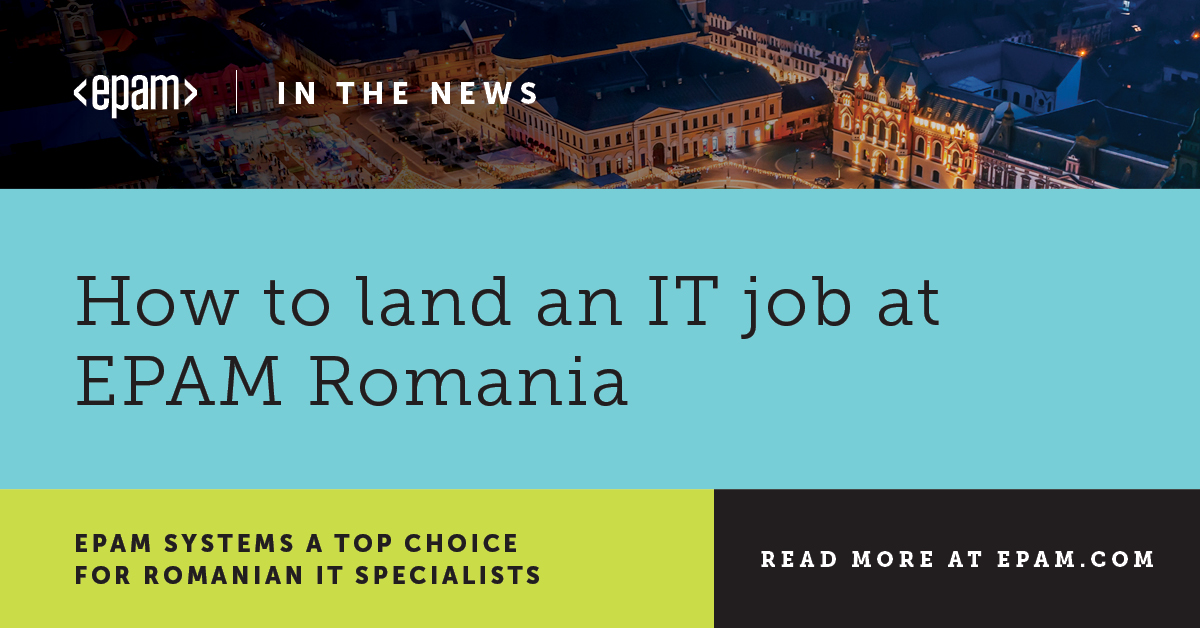 <epam> | IN THE NEWS
How to land an IT job at
EPAM Romania
EPAM SYSTEMS A TOP CHOICE
FOR ROMANIAN IT SPECIALISTS
READ MORE AT EPAM.COM